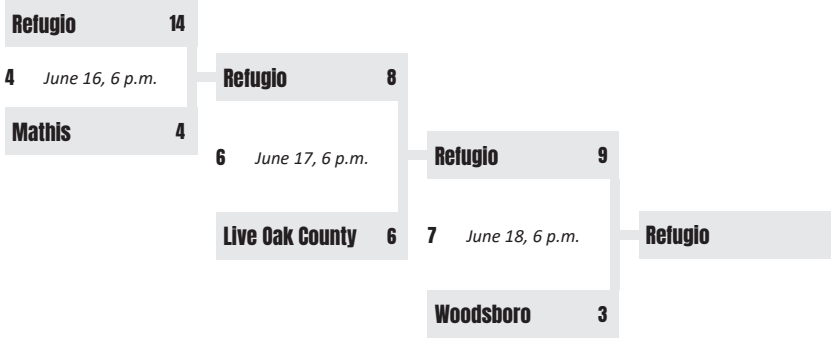 Refugio 14
4 June 16, 6 p.m.
Mathis 4
Refugio 8
6 June 17, 6 p.m.
Live Oak County 6
Refugio 9
7 June 18, 6 p.m.
Woodsboro 3
Refugio